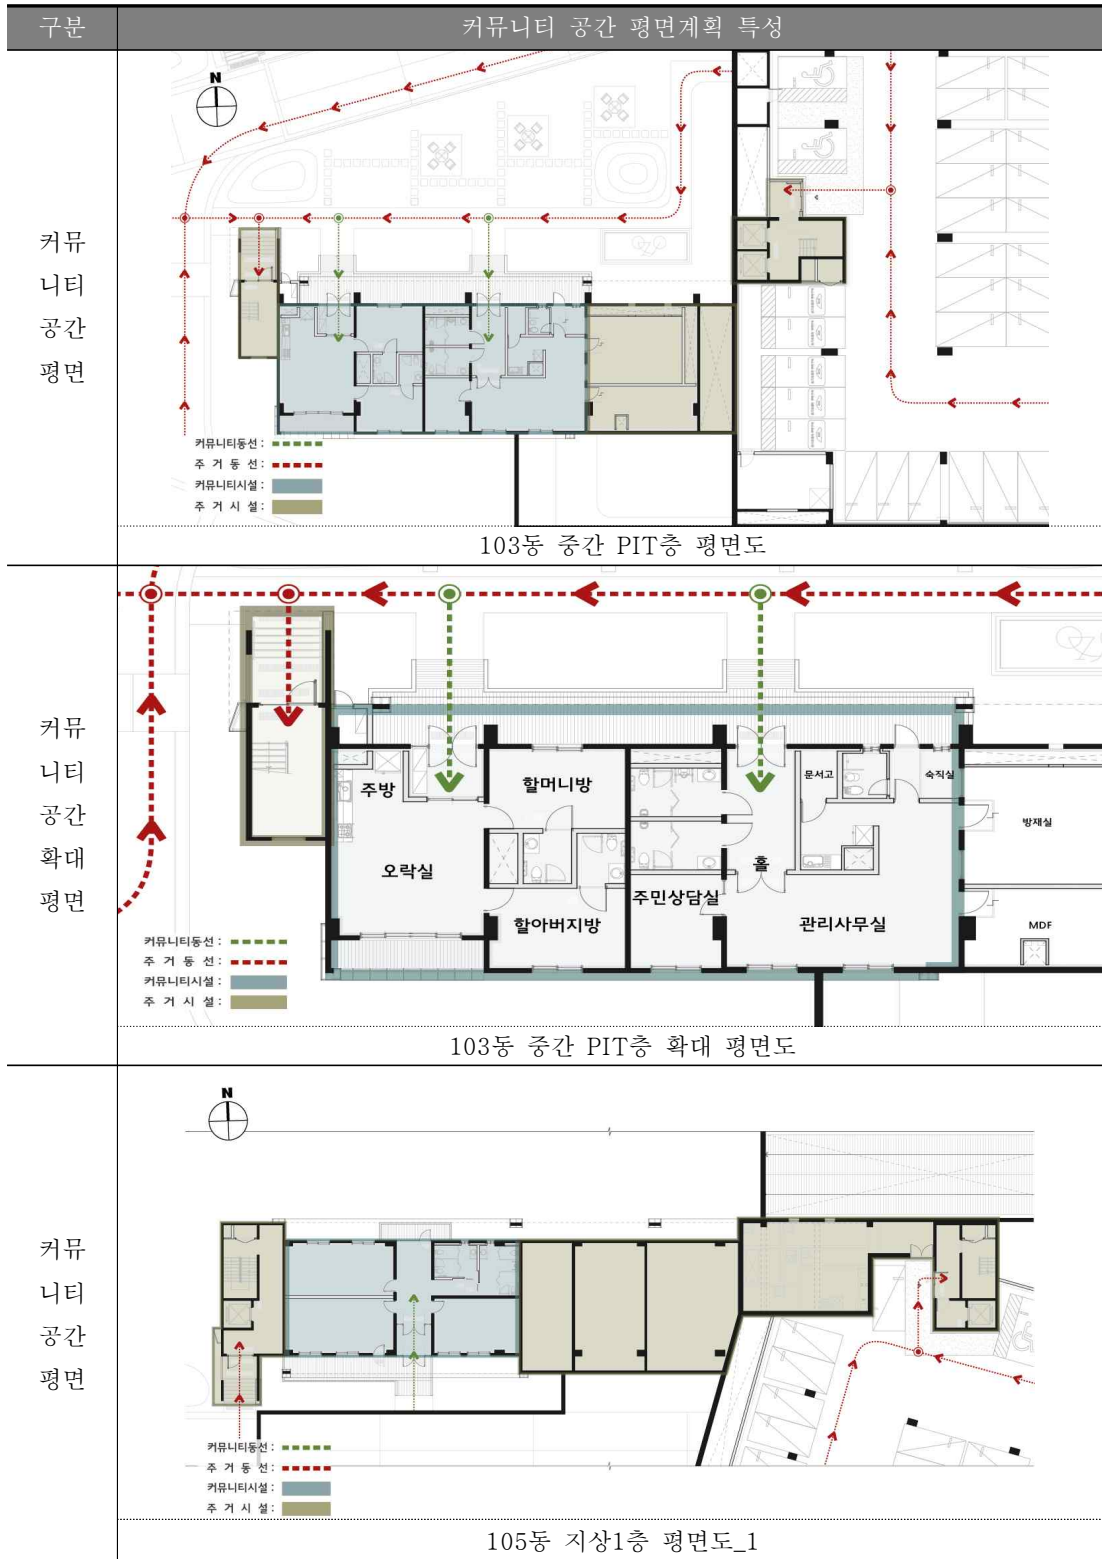 구분
커뮤니티 공간 평면계획 특성
커뮤
니티
공간
평면
N
커뮤니티동선 :
주 거 동 선 :
커뮤니티시설 :
주 거 시 설 :
103동 중간 PIT층 평면도
커뮤
니티
공간
확대
평면
주방
할머니방
문서고
숙직실
방재실
오락실
홀
주민상담실
할아버지방
관리사무실
MDF
커뮤니티동선 :
주 거 동 선 :
커뮤니티시설 :
주 거 시 설 :
103동 중간 PIT층 확대 평면도
커뮤
니티
공간
평면
N
커뮤니티동선 :
주 거 동 선 :
커뮤니티시설 :
주 거 시 설 :
105동 지상1층 평면도_1